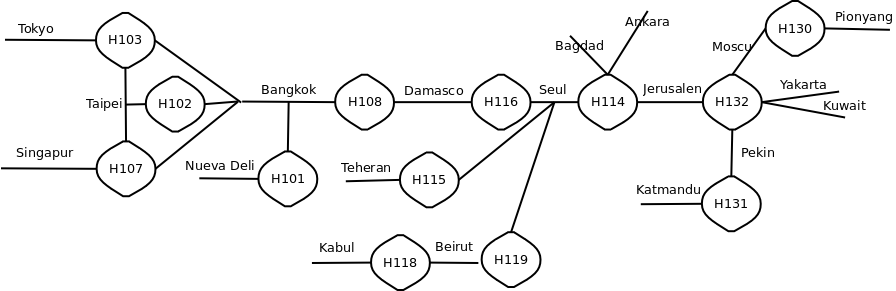 Tokyo
H103
Taipei
H102
Singapur
H107
Bangkok
Nueva Deli
H101
H108
Damasco
H116
Seul
Teheran
H115
Kabul
H118
Beirut
H119
Bagdad
Ankara
H114
Jerusalen
H132
Moscu
H130
Pionyang
Yakarta
Kuwait
Pekin
Katmandu
H131